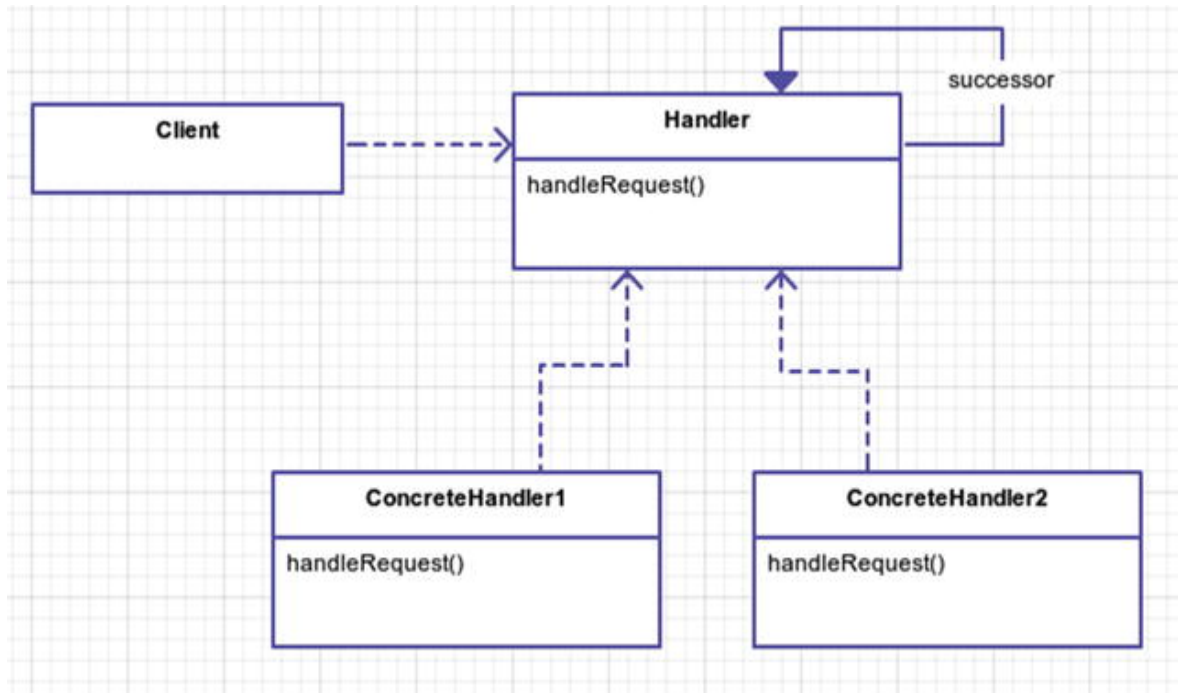 successor
Client
Handler
handleRequest()
ConcreteHandler1
handleRequest()
ConcreteHandler2
handleRequest()